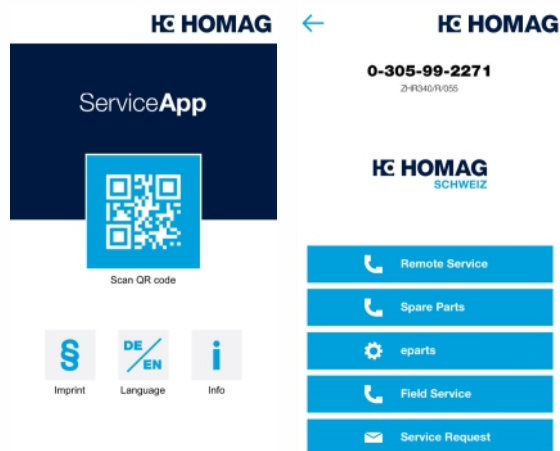 HOMAG
ServiceApp
Scan QR code
§
DE/EN
i
Imprint
Language
Info
HOMAG
0-305-99-2271
ZHR340/R/055
HOMAG
SCHWEIZ
Remote Service
Spare Parts
eparts
Field Service
Service Request